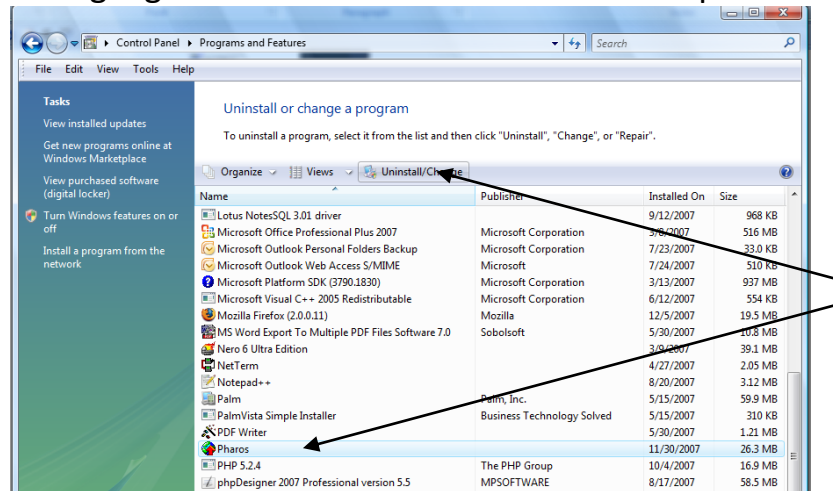 Control Panel ▸ Programs and Features Search
File Edit View Tools Help
Tasks
View installed updates
Get new programs online at
Windows Marketplace
View purchased software
(digital locker)
Turn Windows features on or
off
Install a program from the
network
Uninstall or change a program
To uninstall a program, select it from the list and then click "Uninstall", "Change", or "Repair".
Organize Views Uninstall/Change
Name Publisher Installed On Size
Lotus NotesSQL 3.01 driver 9/12/2007 968 KB
Microsoft Office Professional Plus 2007 Microsoft Corporation 3/8/2007 516 MB
Microsoft Outlook Personal Folders Backup Microsoft Corporation 7/23/2007 33.0 KB
Microsoft Outlook Web Access S/MIME Microsoft 7/24/2007 510 KB
Microsoft Platform SDK (3790.1830) Microsoft Corporation 3/13/2007 937 MB
Microsoft Visual C++ 2005 Redistributable Microsoft Corporation 6/12/2007 554 KB
Mozilla Firefox (2.0.0.11) Mozilla 12/5/2007 19.5 MB
MS Word Export To Multiple PDF Files Software 7.0 Sobolsoft 5/30/2007 10.8 MB
Nero 6 Ultra Edition 3/9/2007 39.1 MB
NetTerm 4/27/2007 2.05 MB
Notepad++ 8/20/2007 3.12 MB
Palm Palm, Inc. 5/15/2007 59.9 MB
PalmVista Simple Installer Business Technology Solved 5/15/2007 310 KB
PDF Writer 5/30/2007 1.21 MB
Pharos 11/30/2007 26.3 MB
PHP 5.2.4 The PHP Group 10/4/2007 16.9 MB
phpDesigner 2007 Professional version 5.5 MPSOFTWARE 8/17/2007 58.5 MB